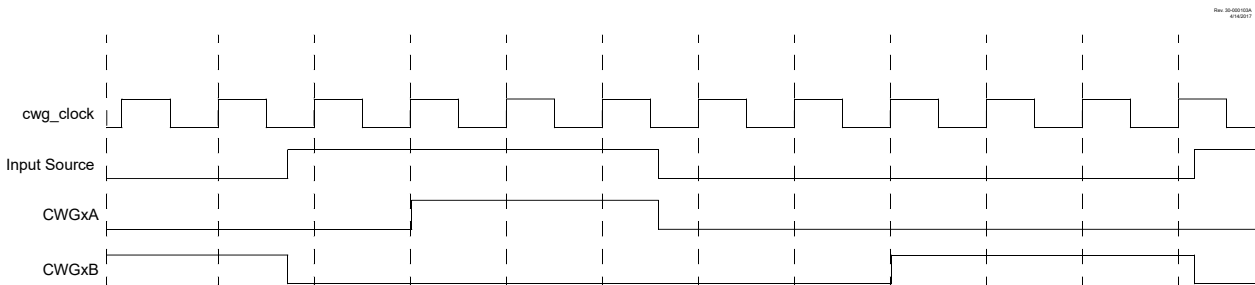 Rev. 30-000103A
4/14/2017
cwg_clock
Input Source
CWGxA
CWGxB